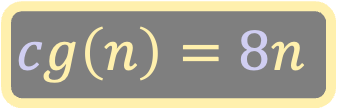 cg(n) = 8n